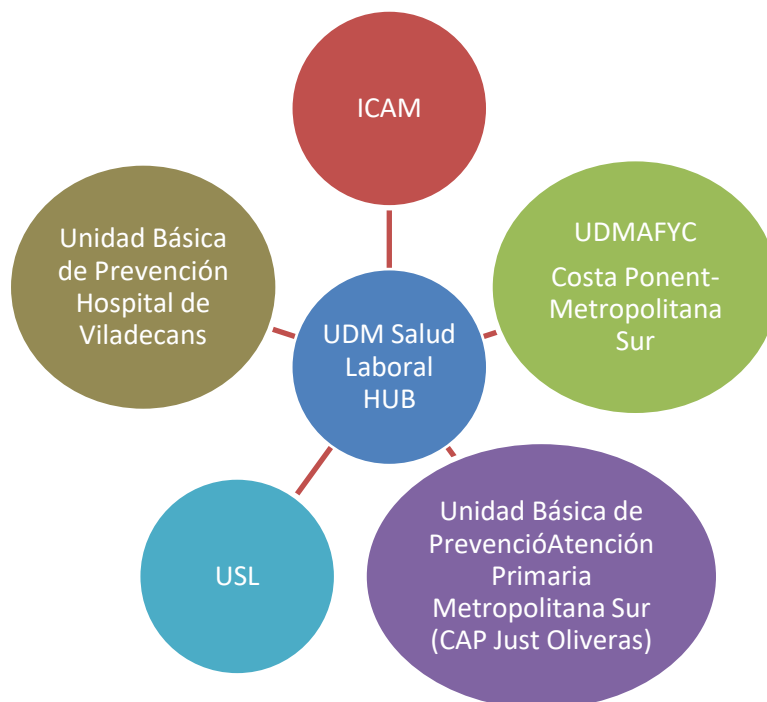 ICAM
Unidad Básica
de Prevención
Hospital de
Viladecans
UDMAFYC
Costa Ponent-
Metropolitana
Sur
UDM Salud
Laboral
HUB
USL
Unidad Básica de
PrevencióAtención
Primaria
Metropolitana Sur
(CAP Just Oliveras)